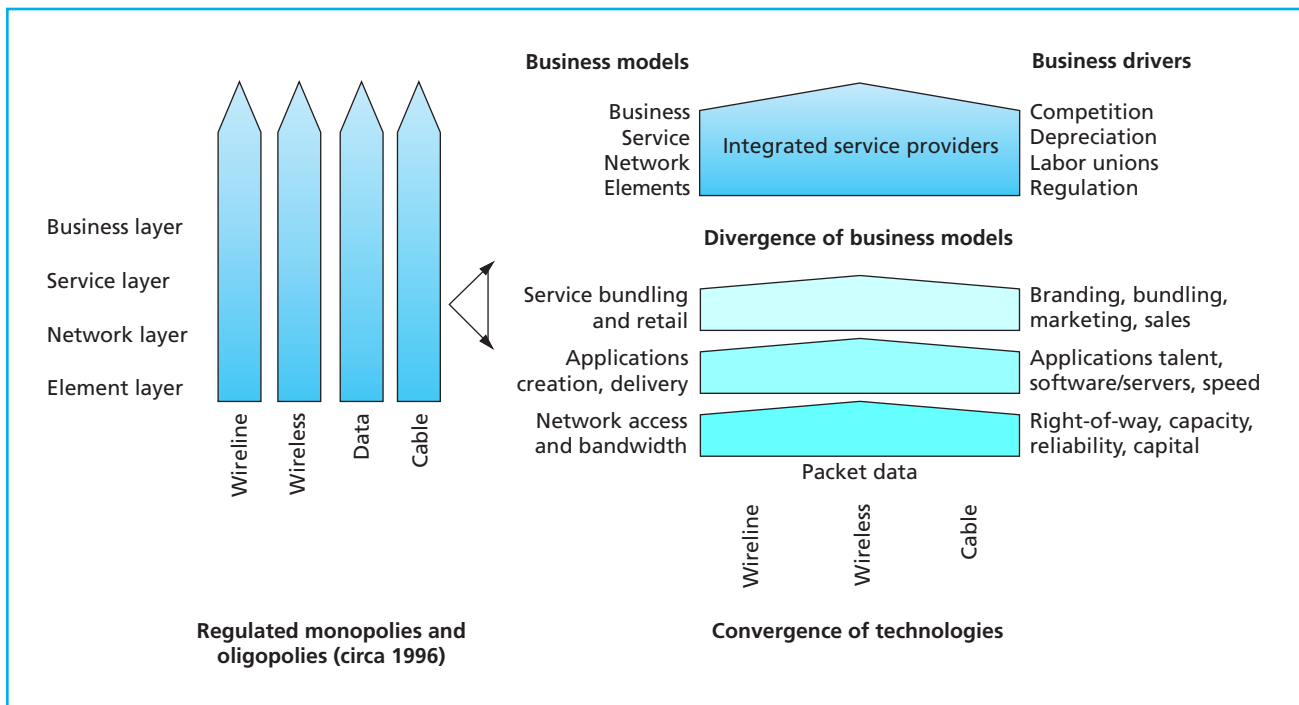 Business layer
Service layer
Network layer
Element layer
Wireline
Wireless
Data
Cable
Regulated monopolies and
oligopolies (circa 1996)
Business models
Business drivers
Business
Service
Network
Elements
Integrated service providers
Competition
Depreciation
Labor unions
Regulation
Divergence of business models
Service bundling
and retail
Branding, bundling,
marketing, sales
Applications
creation, delivery
Applications talent,
software/servers, speed
Network access
and bandwidth
Right-of-way, capacity,
reliability, capital
Packet data
Wireline
Wireless
Cable
Convergence of technologies